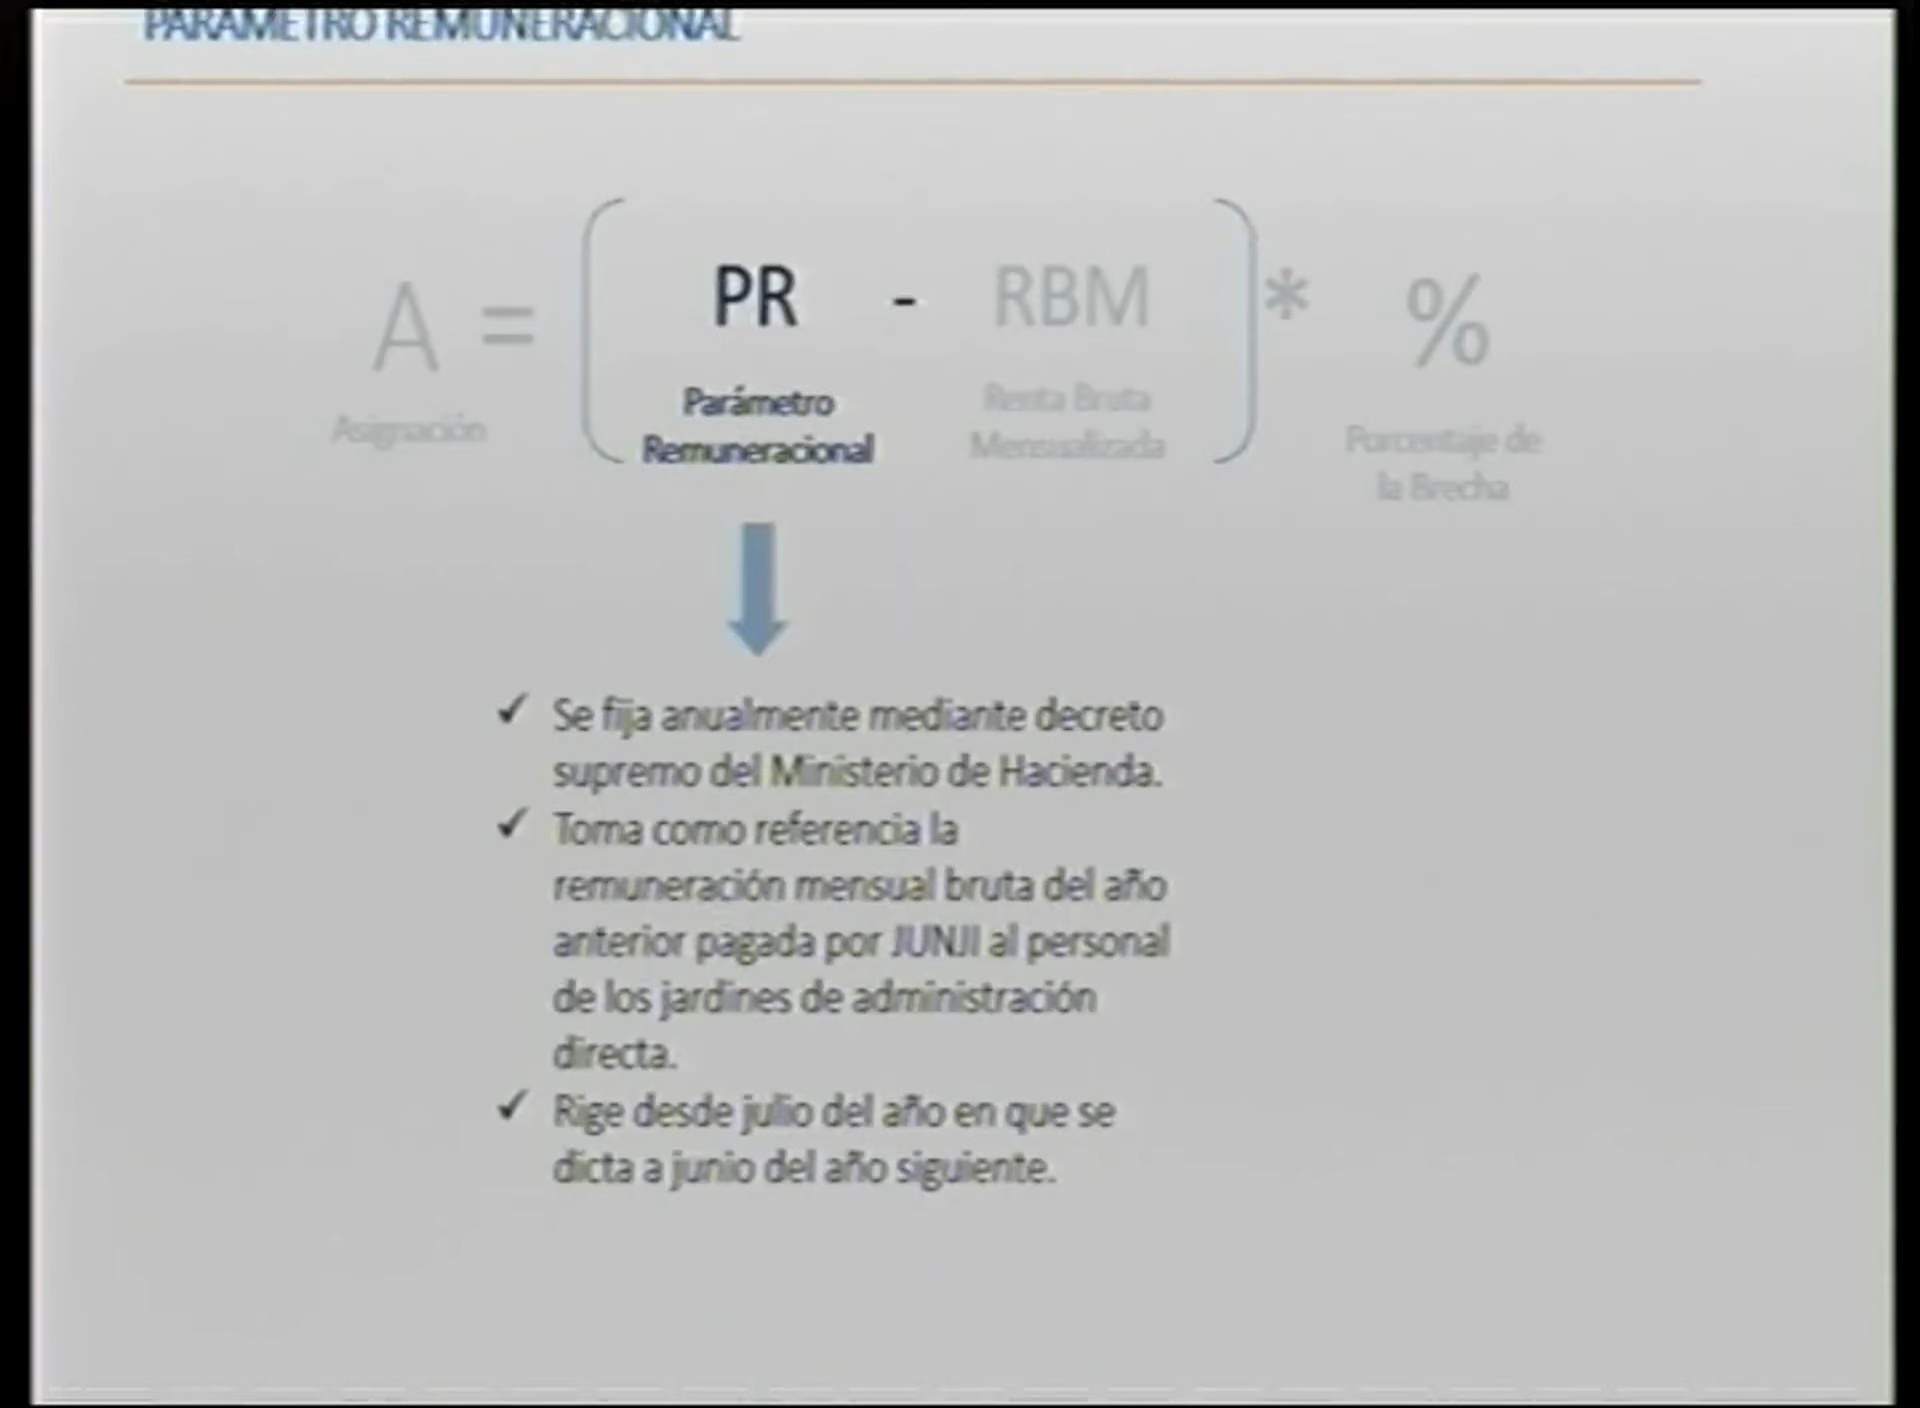 PARÁMETRO REMUNERACIONAL
A = ( PR - RBM ) * %
Asignación
Parámetro
Remuneracional
Renta Bruta
Mensualizada
Porcentaje de
la Brecha
✓ Se fija anualmente mediante decreto
supremo del Ministerio de Hacienda.
✓ Toma como referencia la
remuneración mensual bruta del año
anterior pagada por JUNJI al personal
de los jardines de administración
directa.
✓ Rige desde julio del año en que se
dicta a junio del año siguiente.